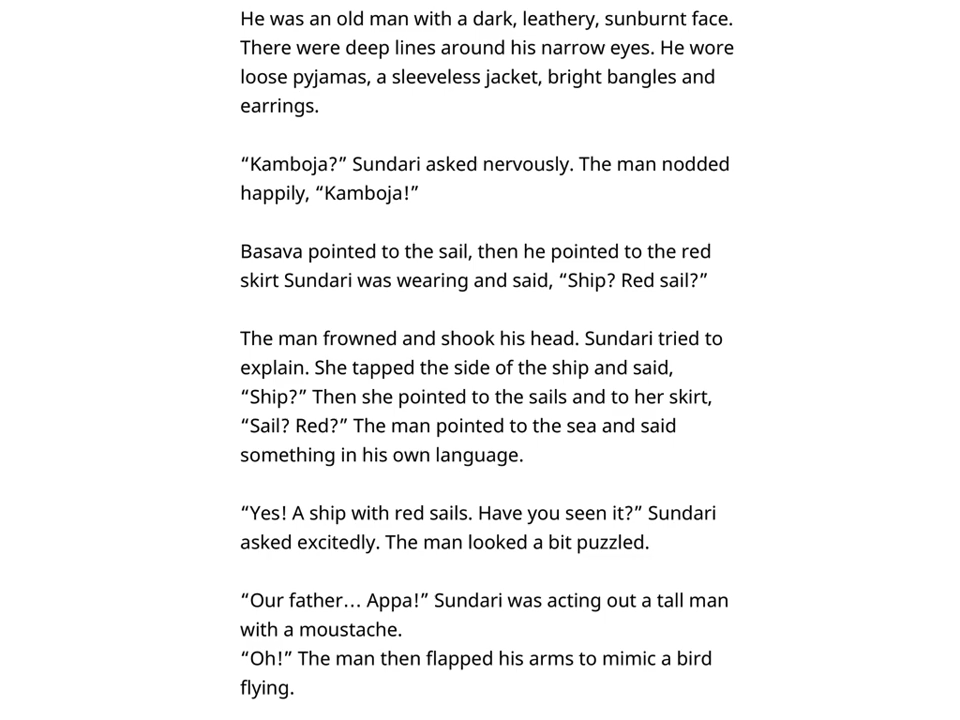 He was an old man with a dark, leathery, sunburnt face.
There were deep lines around his narrow eyes. He wore
loose pyjamas, a sleeveless jacket, bright bangles and
earrings.
“Kamboja?” Sundari asked nervously. The man nodded
happily, “Kamboja!”
Basava pointed to the sail, then he pointed to the red
skirt Sundari was wearing and said, “Ship? Red sail?”
The man frowned and shook his head. Sundari tried to
explain. She tapped the side of the ship and said,
“Ship?” Then she pointed to the sails and to her skirt,
“Sail? Red?” The man pointed to the sea and said
something in his own language.
“Yes! A ship with red sails. Have you seen it?” Sundari
asked excitedly. The man looked a bit puzzled.
“Our father… Appa!” Sundari was acting out a tall man
with a moustache.
“Oh!” The man then flapped his arms to mimic a bird
flying.